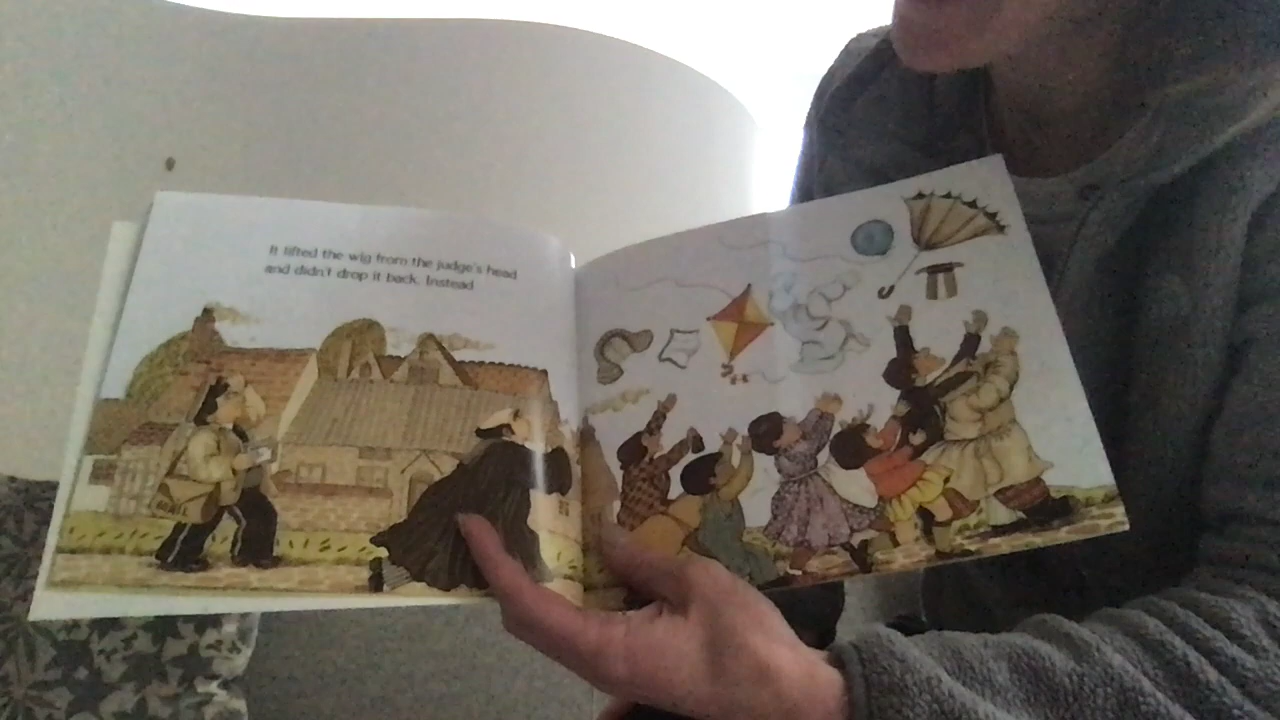 It lifted the wig from the judge's head
and didn't drop it back. Instead